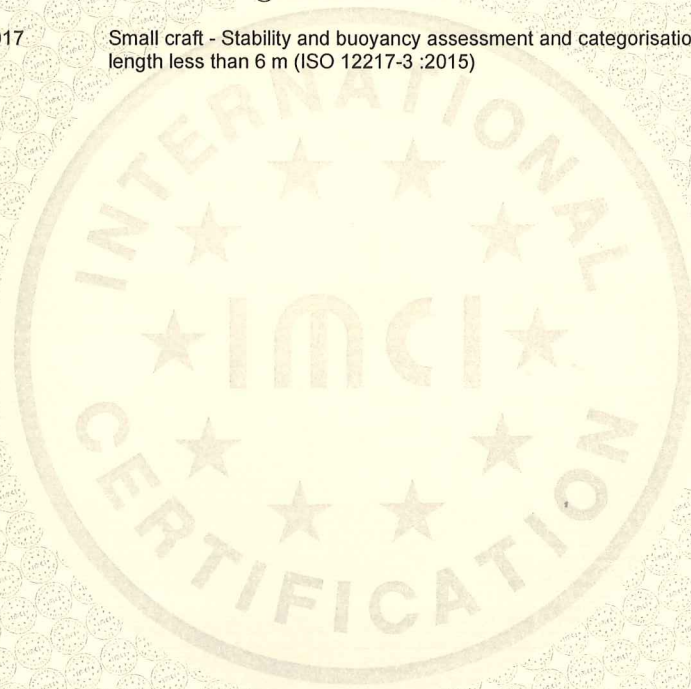 017 Small craft - Stability and buoyancy assessment and categorisatio
length less than 6 m (ISO 12217-3 :2015)
INTERNATIONAL
IMCI
CERTIFICATION